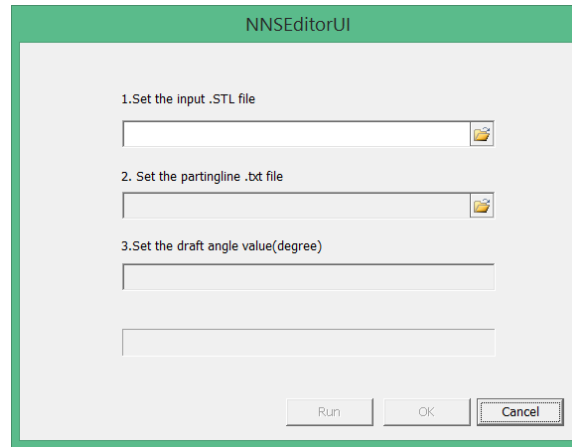 NNSEditorUI
1.Set the input .STL file
2. Set the partingline .txt file
3.Set the draft angle value(degree)
Run
OK
Cancel